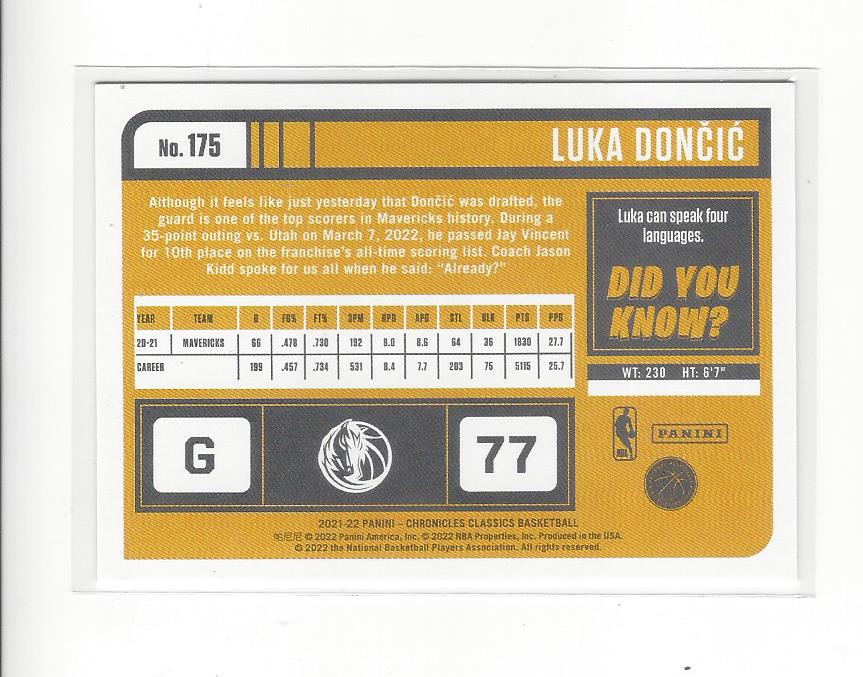 No. 175
LUKA DONČIĆ
Although it feels like just yesterday that Dončić was drafted, the
guard is one of the top scorers in Mavericks history. During a
35-point outing vs. Utah on March 7, 2022, he passed Jay Vincent
for 10th place on the franchise's all-time scoring list. Coach Jason
Kidd spoke for us all when he said: "Already?"
Luka can speak four
languages.
DID YOU
KNOW?
WT: 230 HT: 6'7"
YEAR TEAM G FG% FT% 3PM RPG APG STL BLK PTS PPG
20-21 MAVERICKS 66 .478 .730 192 8.0 8.6 64 36 1830 27.7
CAREER 199 .457 .734 531 8.4 7.7 203 75 5115 25.7
G
77
NBA
PANINI
2021-22 PANINI – CHRONICLES CLASSICS BASKETBALL
帕尼尼 © 2022 Panini America, Inc. © 2022 NBA Properties, Inc. Produced in the USA.
© 2022 the National Basketball Players Association. All rights reserved.